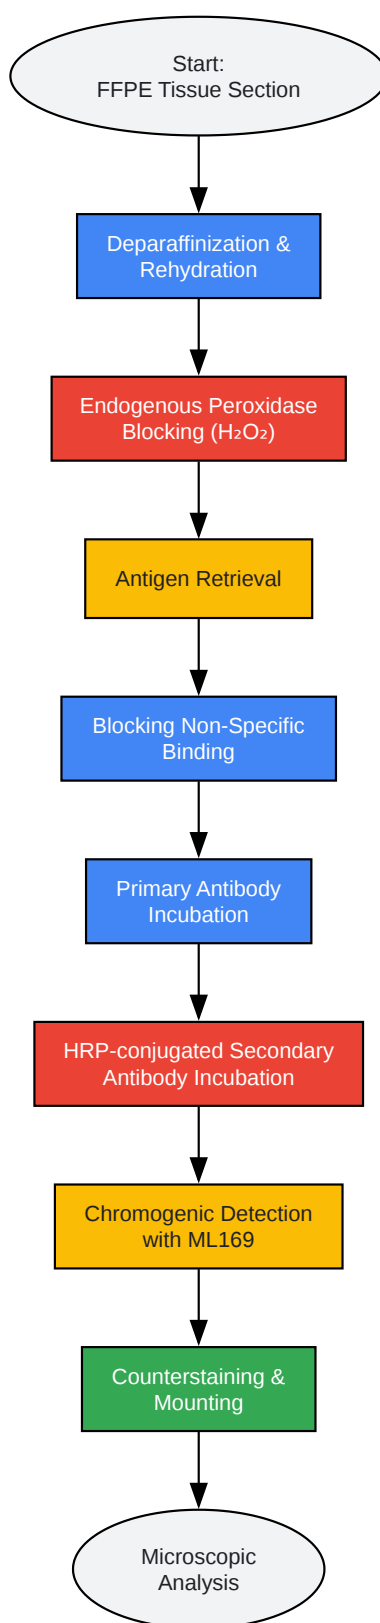 Start:
FFPE Tissue Section
Deparaffinization &
Rehydration
Endogenous Peroxidase
Blocking (H₂O₂)
Antigen Retrieval
Blocking Non-Specific
Binding
Primary Antibody
Incubation
HRP-conjugated Secondary
Antibody Incubation
Chromogenic Detection
with ML169
Counterstaining &
Mounting
Microscopic
Analysis